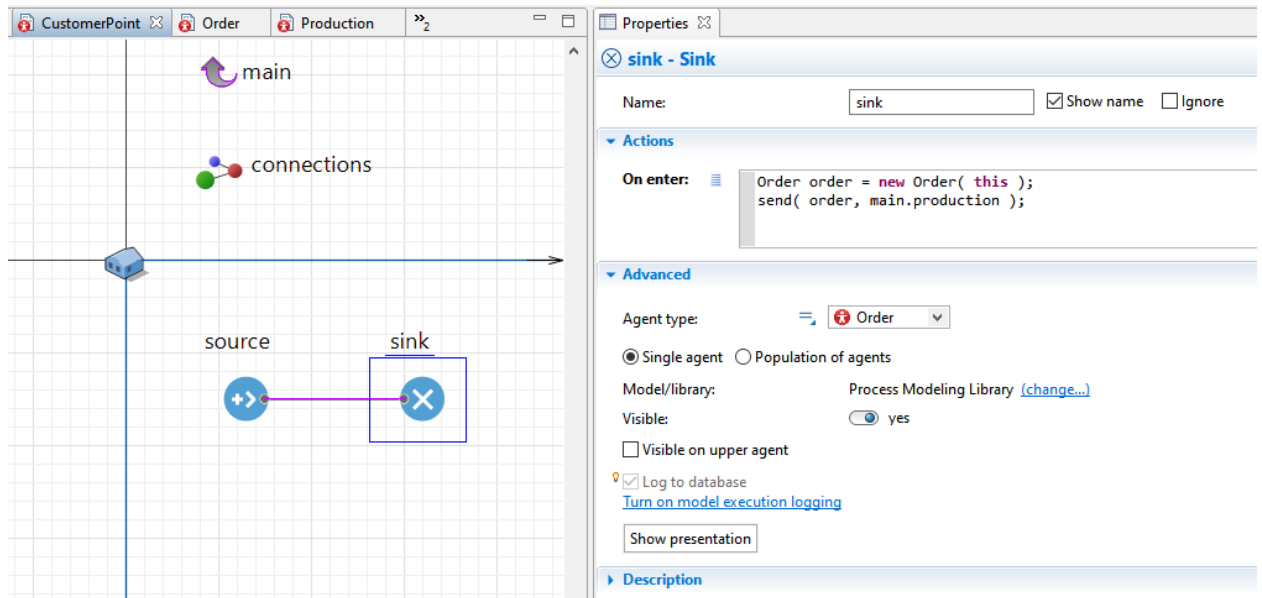 CustomerPoint
Order
Production
»2
main
connections
source
sink
Properties
sink - Sink
Name:
sink
Show name
Ignore
Actions
On enter:
Order order = new Order( this );
send( order, main.production );
Advanced
Agent type:
Order
Single agent
Population of agents
Model/library:
Process Modeling Library (change...)
Visible:
yes
Visible on upper agent
Log to database
Turn on model execution logging
Show presentation
Description